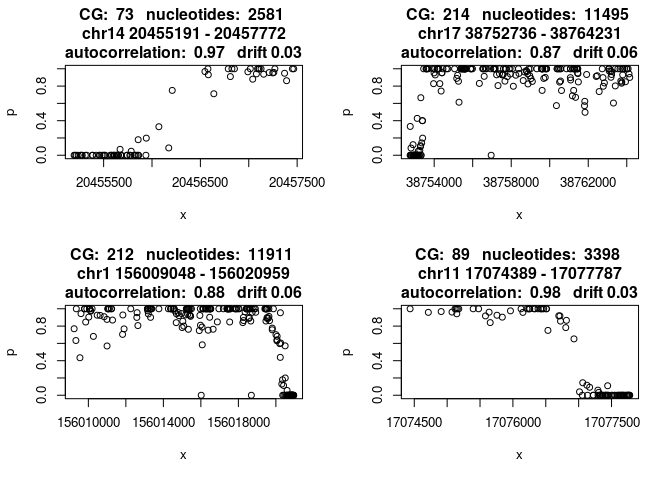 CG: 73 nucleotides: 2581
chr14 20455191 - 20457772
autocorrelation: 0.97 drift 0.03
p
0.0 0.4 0.8
20455500 20456500 20457500
x
CG: 214 nucleotides: 11495
chr17 38752736 - 38764231
autocorrelation: 0.87 drift 0.06
p
0.0 0.4 0.8
38754000 38758000 38762000
x
CG: 212 nucleotides: 11911
chr1 156009048 - 156020959
autocorrelation: 0.88 drift 0.06
p
0.0 0.4 0.8
156010000 156014000 156018000
x
CG: 89 nucleotides: 3398
chr11 17074389 - 17077787
autocorrelation: 0.98 drift 0.03
p
0.0 0.4 0.8
17074500 17076000 17077500
x